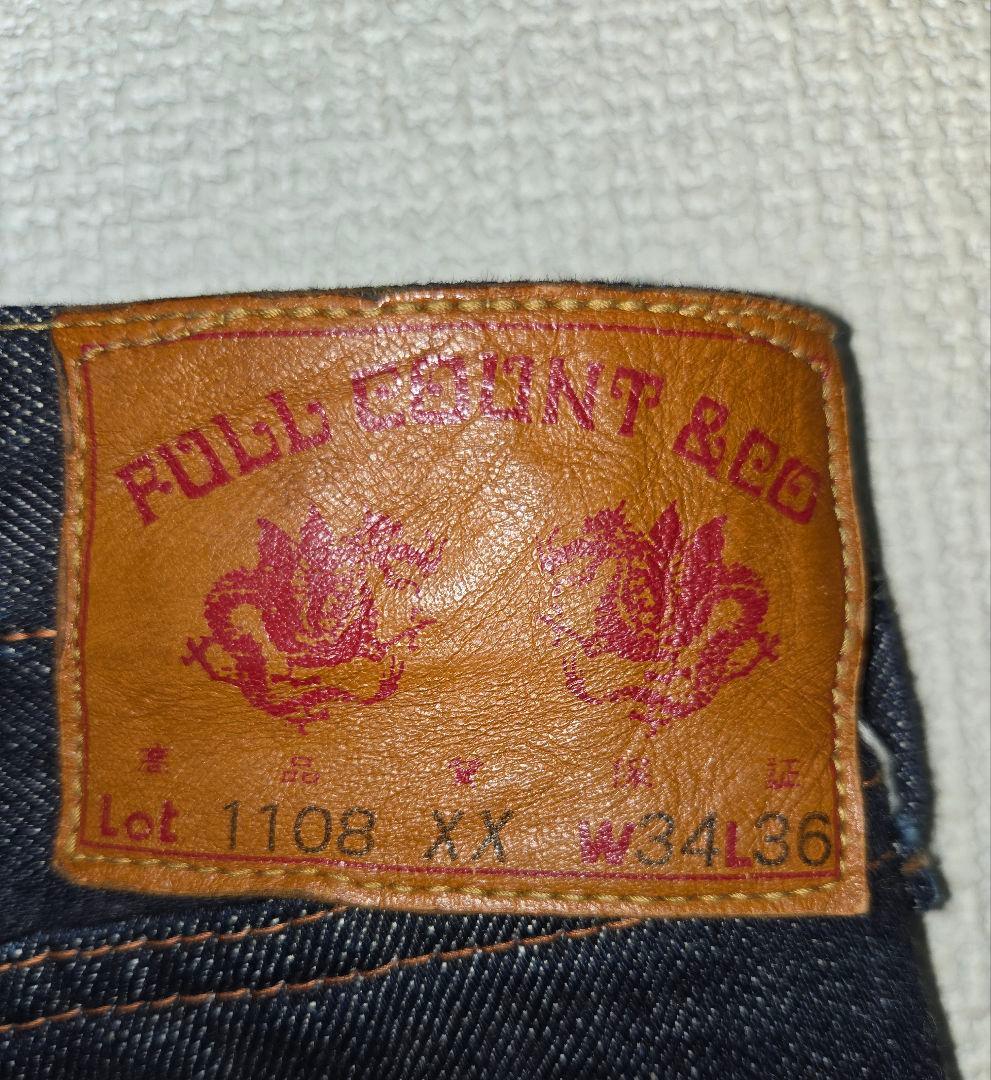 FULL COUNT & CO
品 保 証
Lot 1108 XX W34L36